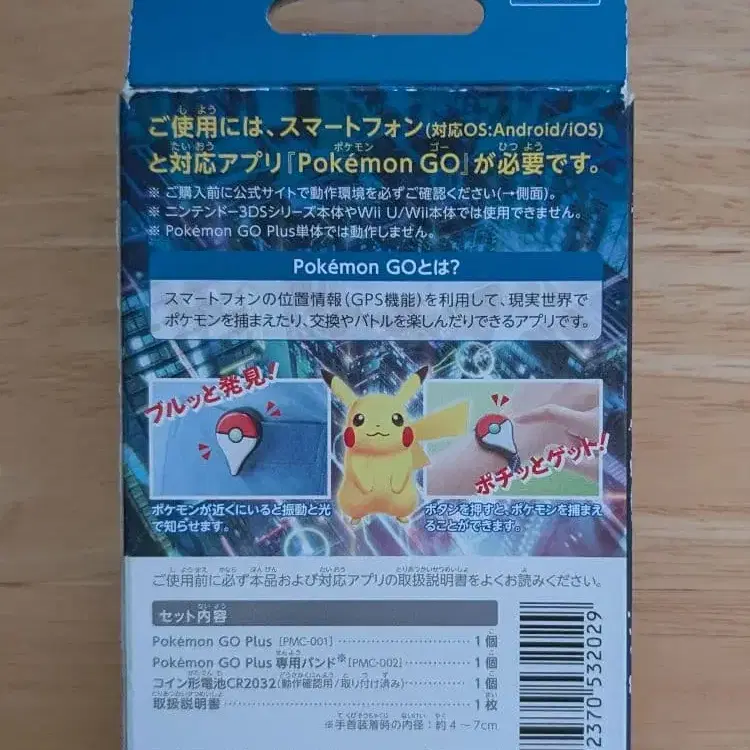 ご使用には、スマートフォン(対応OS:Android/iOS)
と対応アプリ『Pokémon GO』が必要です。
※ ご購入前に公式サイトで動作環境を必ずご確認ください(→側面)。
※ ニンテンドー3DSシリーズ本体やWii U/Wii本体では使用できません。
※ Pokémon GO Plus単体では動作しません。
Pokémon GOとは?
スマートフォンの位置情報(GPS機能)を利用して、現実世界で
ポケモンを捕まえたり、交換やバトルを楽しんだりできるアプリです。
ブルッと発見!
ポチッとゲット!
ポケモンが近くにいると振動と光
で知らせます。
ボタンを押すと、ポケモンを捕まえ
ることができます。
ご使用前に必ず本品および対応アプリの取扱説明書をよくお読みください。
セット内容
Pokémon GO Plus [PMC-001] 1個
Pokémon GO Plus 専用バンド※[PMC-002] 1個
コイン形電池CR2032(動作確認用/取り付け済み) 1個
取扱説明書 1枚
※手首装着時の内径:約4~7cm
2370 532029